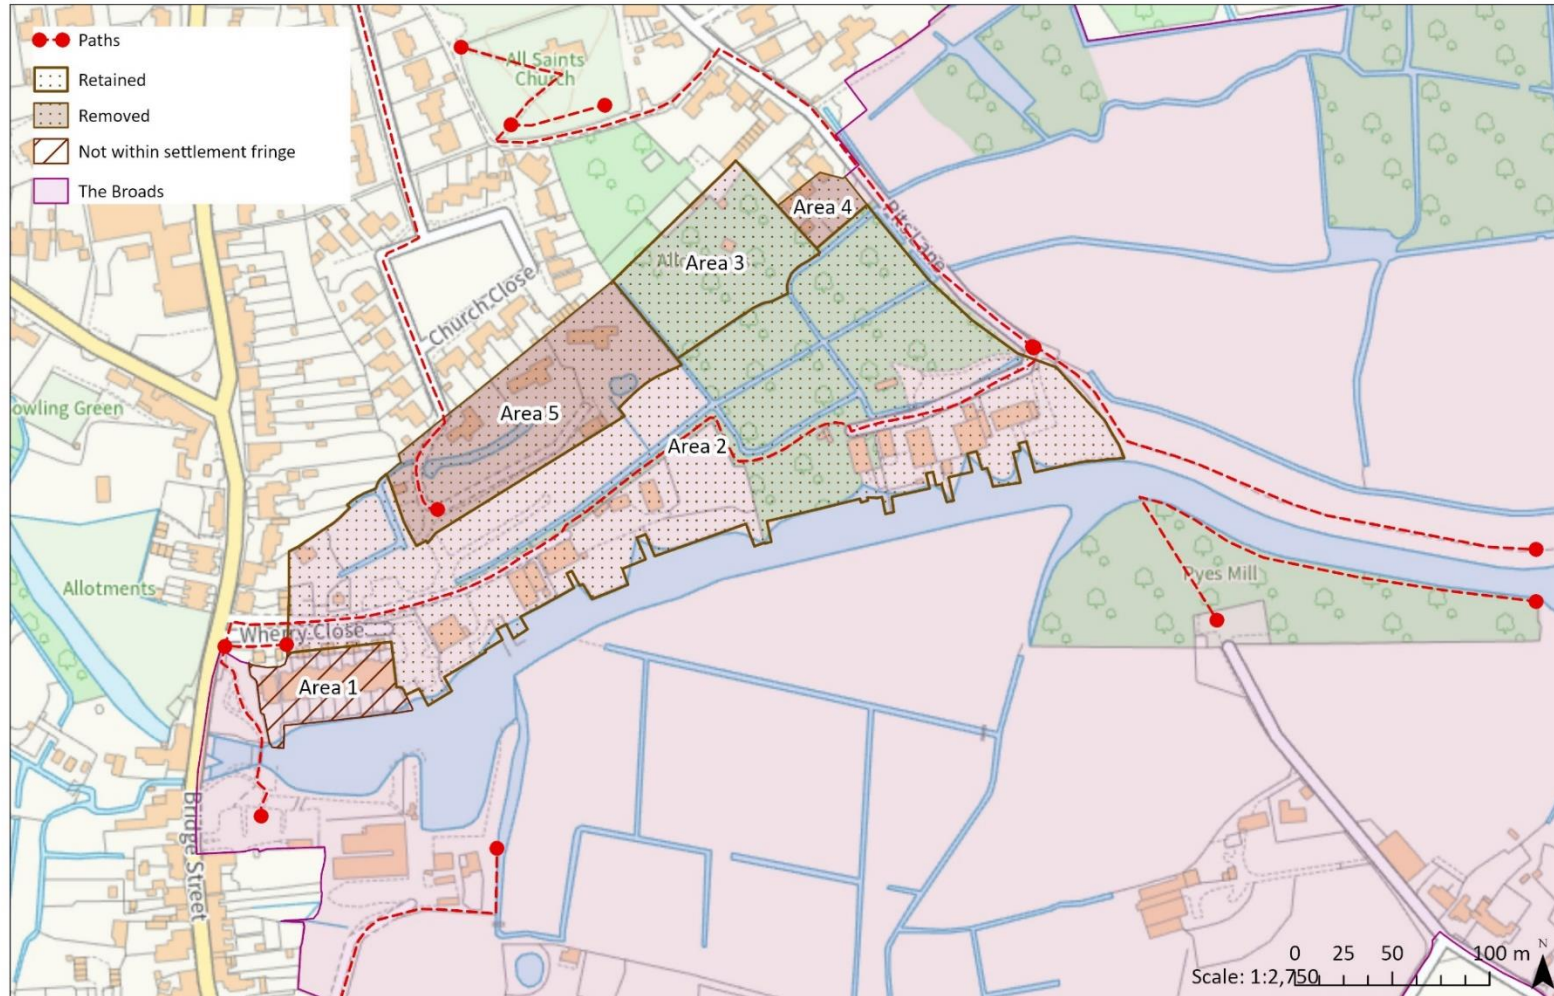 Paths
Retained
Removed
Not within settlement fringe
The Broads
All Saints
Church
Area 4
Pits Lane
Area 3
Church Close
Area 5
owling Green
Area 2
Allotments
Pyes Mill
Wherry Close
Area 1
Bridge Street
N
0 25 50 100 m
Scale: 1:2,750